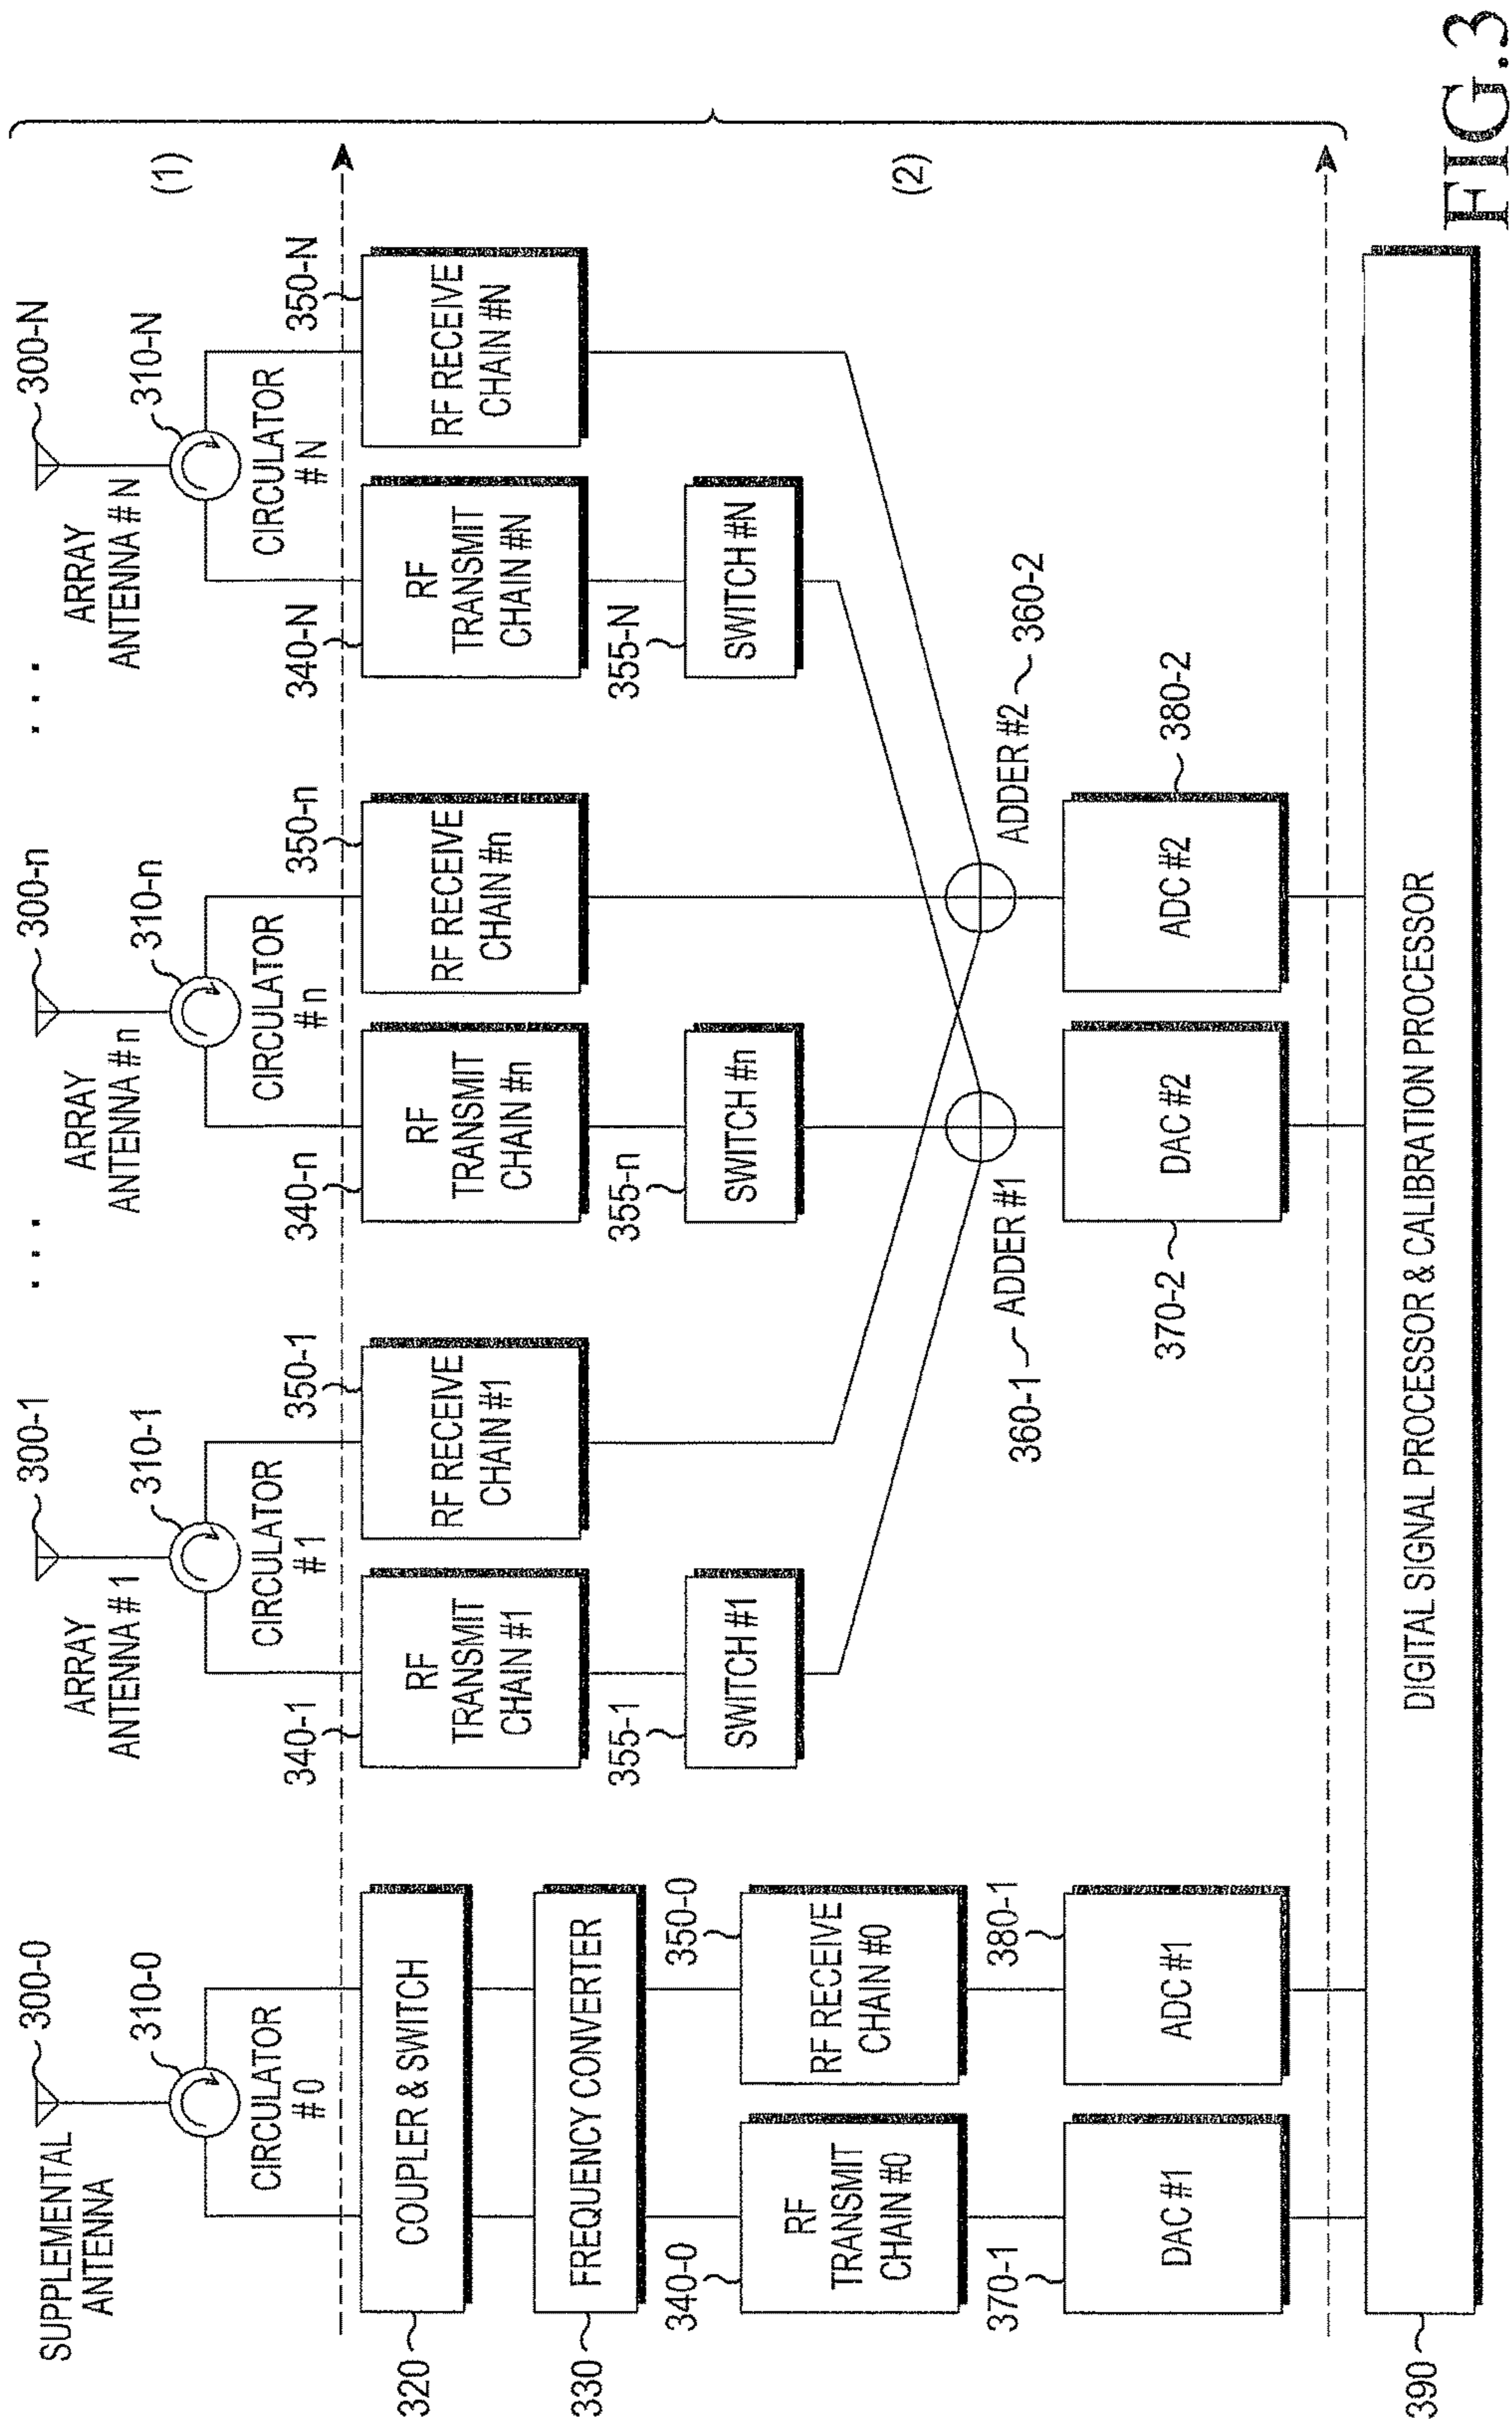 SUPPLEMENTAL
ANTENNA
300-0
310-0
CIRCULATOR
#0
ARRAY
ANTENNA # 1
300-1
310-1
CIRCULATOR
#1
. . .
ARRAY
ANTENNA # n
300-n
310-n
CIRCULATOR
#n
. . .
ARRAY
ANTENNA # N
300-N
310-N
CIRCULATOR
# N
(1)
320
COUPLER & SWITCH
330
FREQUENCY CONVERTER
340-0
RF
TRANSMIT
CHAIN #0
350-0
RF RECEIVE
CHAIN #0
370-1
DAC #1
380-1
ADC #1
340-1
RF
TRANSMIT
CHAIN #1
350-1
RF RECEIVE
CHAIN #1
355-1
SWITCH #1
340-n
RF
TRANSMIT
CHAIN #n
350-n
RF RECEIVE
CHAIN #n
355-n
SWITCH #n
340-N
RF
TRANSMIT
CHAIN #N
350-N
RF RECEIVE
CHAIN #N
355-N
SWITCH #N
(2)
360-1
ADDER #1
ADDER #2
360-2
370-2
DAC #2
ADC #2
380-2
390
DIGITAL SIGNAL PROCESSOR & CALIBRATION PROCESSOR
FIG.3